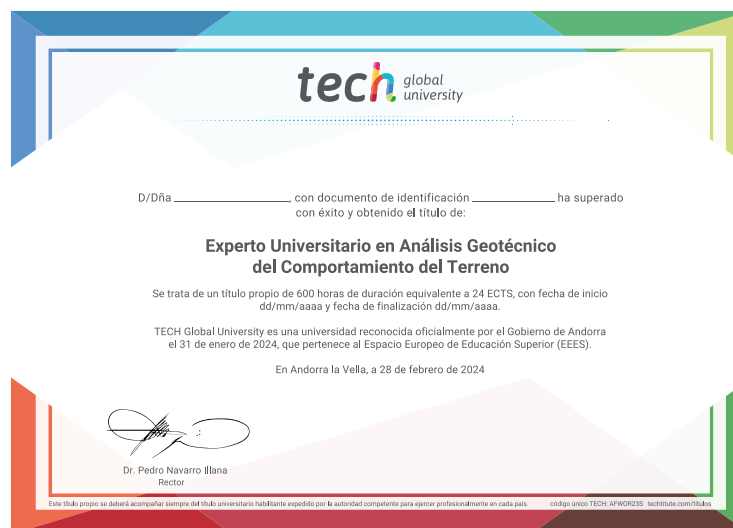 tech global
university
D/Dña ____________________, con documento de identificación ______________ ha superado
con éxito y obtenido el título de:
Experto Universitario en Análisis Geotécnico
del Comportamiento del Terreno
Se trata de un título propio de 600 horas de duración equivalente a 24 ECTS, con fecha de inicio
dd/mm/aaaa y fecha de finalización dd/mm/aaaa.
TECH Global University es una universidad reconocida oficialmente por el Gobierno de Andorra
el 31 de enero de 2024, que pertenece al Espacio Europeo de Educación Superior (EEES).
En Andorra la Vella, a 28 de febrero de 2024
Dr. Pedro Navarro Illana
Rector
Este título propio se deberá acompañar siempre del título universitario habilitante expedido por la autoridad competente para ejercer profesionalmente en cada país. código único TECH: AFWOR23S techtitute.com/titulos